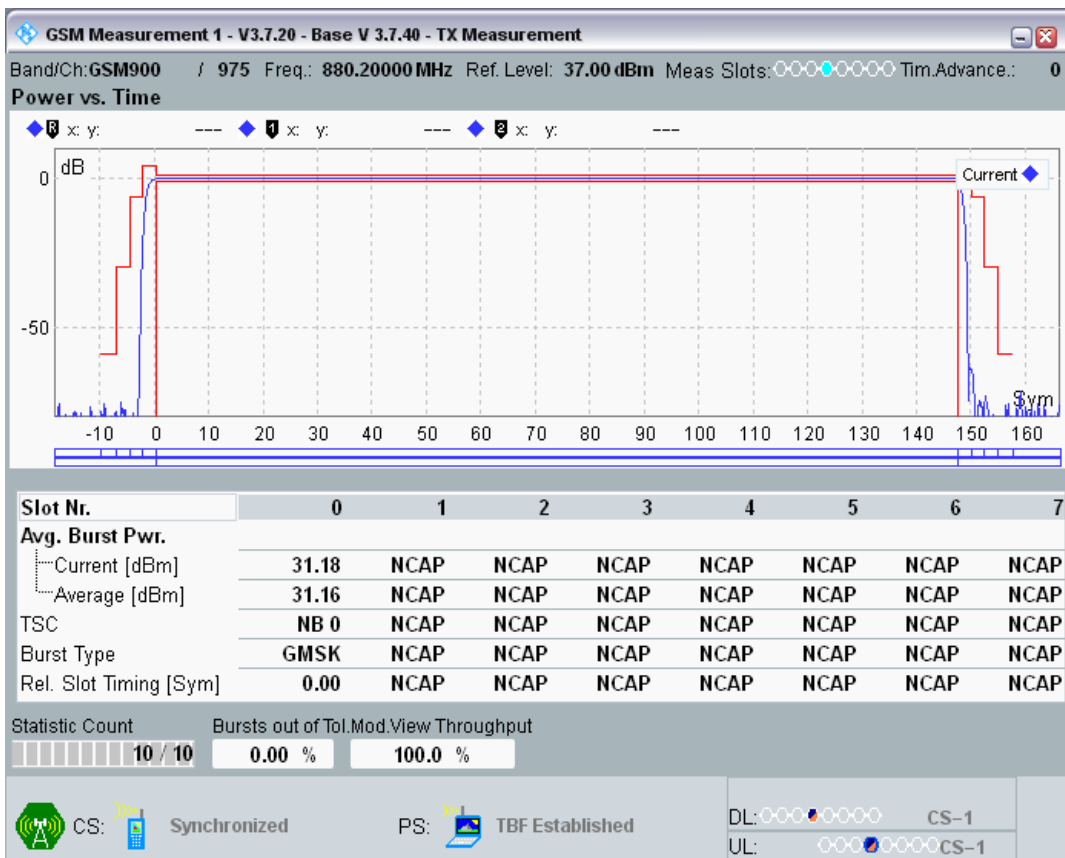 GSM Measurement 1 - V3.7.20 - Base V 3.7.40 - TX Measurement
Band/Ch:GSM900 / 975 Freq.: 880.20000 MHz Ref. Level: 37.00 dBm Meas Slots: Tim.Advance.: 0
Power vs. Time
R x: y: --- 1 x: y: --- 2 x: y: ---
dB
Current
0
-50
Sym
-10 0 10 20 30 40 50 60 70 80 90 100 110 120 130 140 150 160
Slot Nr. 0 1 2 3 4 5 6 7
Avg. Burst Pwr.
Current [dBm] 31.18 NCAP NCAP NCAP NCAP NCAP NCAP NCAP
Average [dBm] 31.16 NCAP NCAP NCAP NCAP NCAP NCAP NCAP
TSC NB 0 NCAP NCAP NCAP NCAP NCAP NCAP NCAP
Burst Type GMSK NCAP NCAP NCAP NCAP NCAP NCAP NCAP
Rel. Slot Timing [Sym] 0.00 NCAP NCAP NCAP NCAP NCAP NCAP NCAP
Statistic Count Bursts out of Tol.Mod.View Throughput
10 / 10 0.00 % 100.0 %
CS: Synchronized PS: TBF Established DL: CS-1
UL: CS-1